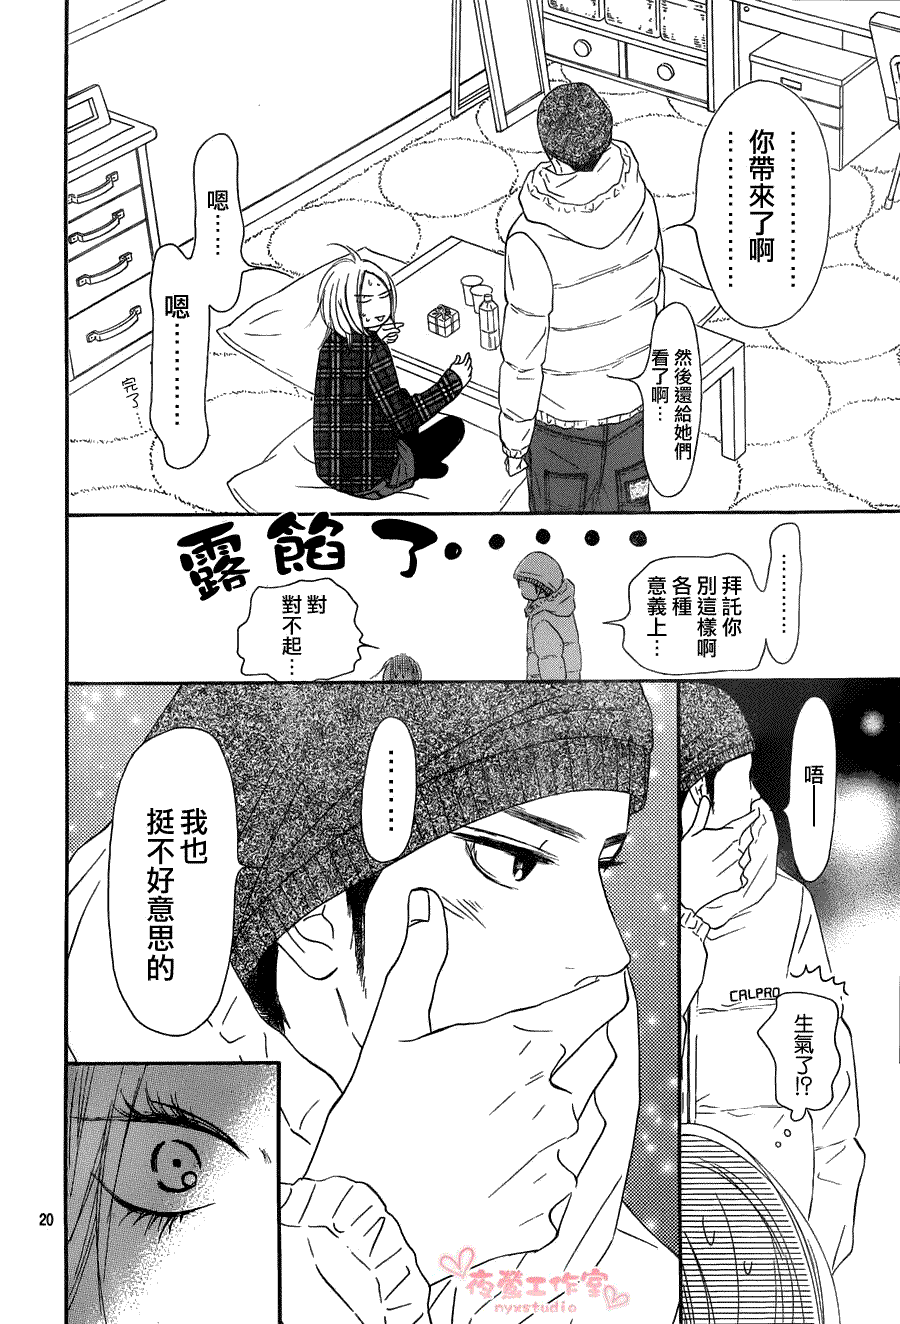 ………
你帶來了啊
………
然後還給她們
看了啊…
嗯……
嗯………
完了…
露餡了……
………
拜託你
別這樣啊
各種
意義上…
對
對不起…
唔——
CALPRO
生氣了!?
………
我也
挺不好意思的
20
夜鶯工作室
nyxstudio